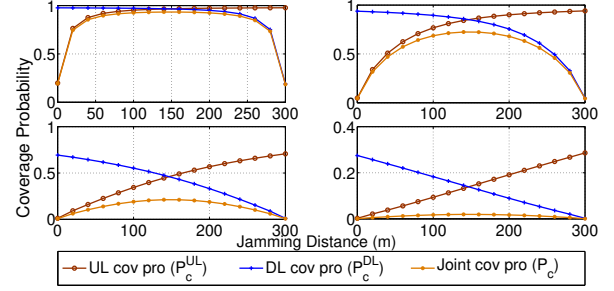 1
0.5
0
0 50 100 150 200 250 300
1
0.5
0
0 100 200 300
1
0.5
0
0 100 200 300
0.4
0.2
0
0 100 200 300
Coverage Probability
Jamming Distance (m)
UL cov pro (P_c^UL)
DL cov pro (P_c^DL)
Joint cov pro (P_c)